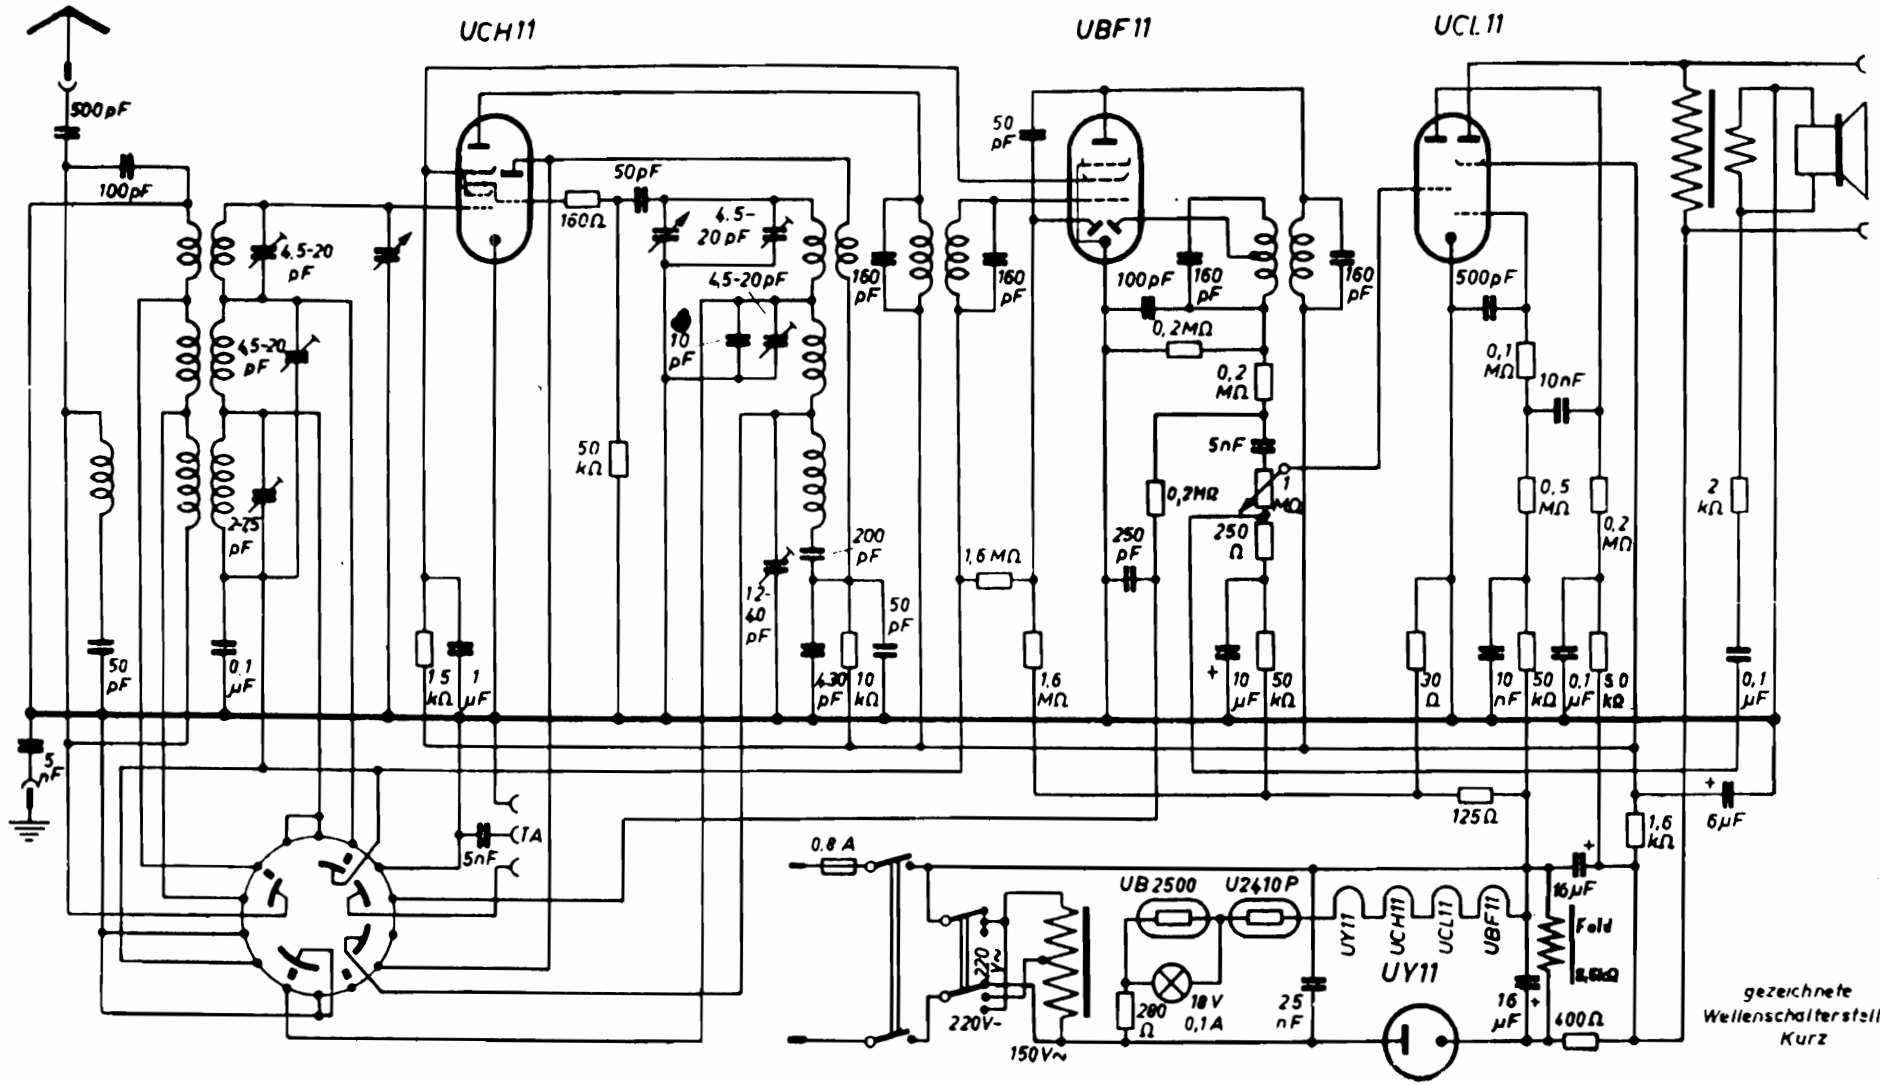 UCH11
UBF11
UCL11
500pF
100pF
4,5-20
pF
4,5-20
pF
2-25
pF
50
pF
0,1
µF
5
nF
15
kΩ
1
µF
160Ω
50pF
4,5-
20pF
4,5-20pF
10
pF
50
kΩ
200
pF
12-
40
pF
430
pF
10
kΩ
50
pF
160
pF
160
pF
50
pF
100pF
160
pF
160
pF
0,2MΩ
0,2
MΩ
5nF
1
MΩ
0,2MΩ
250
pF
250
Ω
1,6MΩ
1,6
MΩ
10
µF
+
50
kΩ
500pF
0,1
MΩ
10nF
0,5
MΩ
0,2
MΩ
30
Ω
10
nF
50
kΩ
0,1
µF
50
kΩ
2
kΩ
0,1
µF
125Ω
+
6µF
1,6
kΩ
5nF
TA
0.8A
220
V~
220V-
150V~
UB2500
U2410P
280
Ω
18V
0,1A
25
nF
UY11
UCH11
UCL11
UBF11
UY11
+
16µF
Feld
16
µF
+
400Ω
gezeichnete
Wellenschalterstell
Kurz